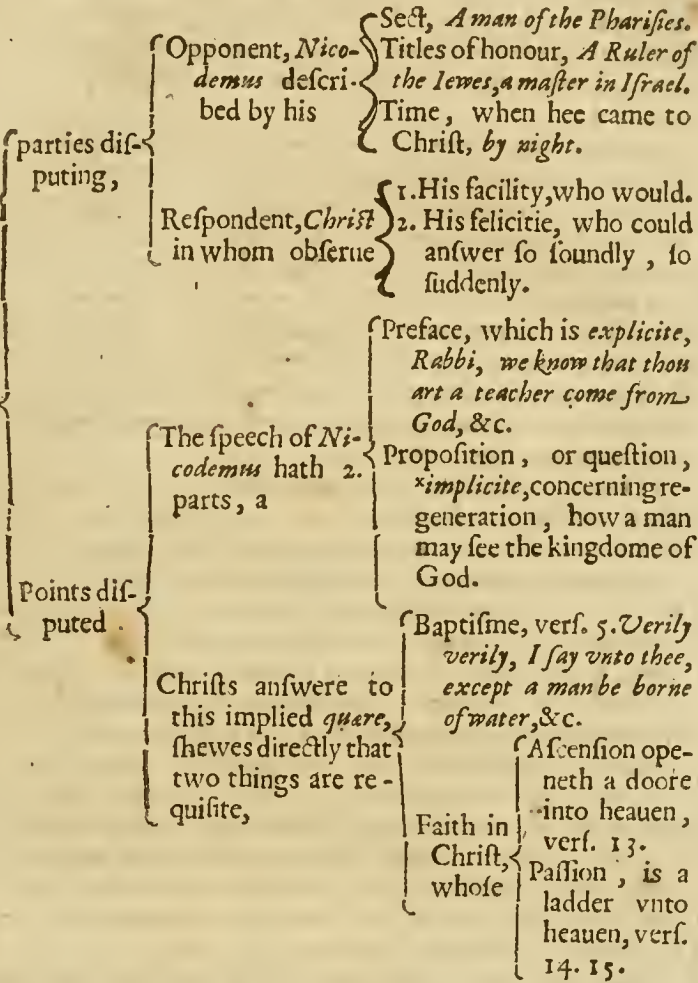 parties diſ-
puting,
Opponent, Nico-
demus deſcri-
bed by his
Sect, A man of the Phariſies.
Titles of honour, A Ruler of
the Iewes, a maſter in Iſrael.
Time, when hee came to
Chriſt, by night.
Reſpondent, Chriſt
in whom obſerue
1. His facility, who would.
2. His felicitie, who could
anſwer ſo ſoundly, ſo
ſuddenly.
Points diſ-
puted.
The ſpeech of Ni-
codemus hath 2.
parts, a
Preface, which is explicite,
Rabbi, we know that thou
art a teacher come from
God, &c.
Propoſition, or queſtion,
x implicite, concerning re-
generation, how a man
may ſee the kingdome of
God.
Chriſts anſwere to
this implied quære,
ſhewes directly that
two things are re-
quiſite,
Baptiſme, verſ. 5. Verily
verily, I ſay vnto thee,
except a man be borne
of water, &c.
Faith in
Chriſt,
whoſe
Aſcenſion ope-
neth a doore
into heauen,
verſ. 13.
Paſſion, is a
ladder vnto
heauen, verſ.
14. 15.